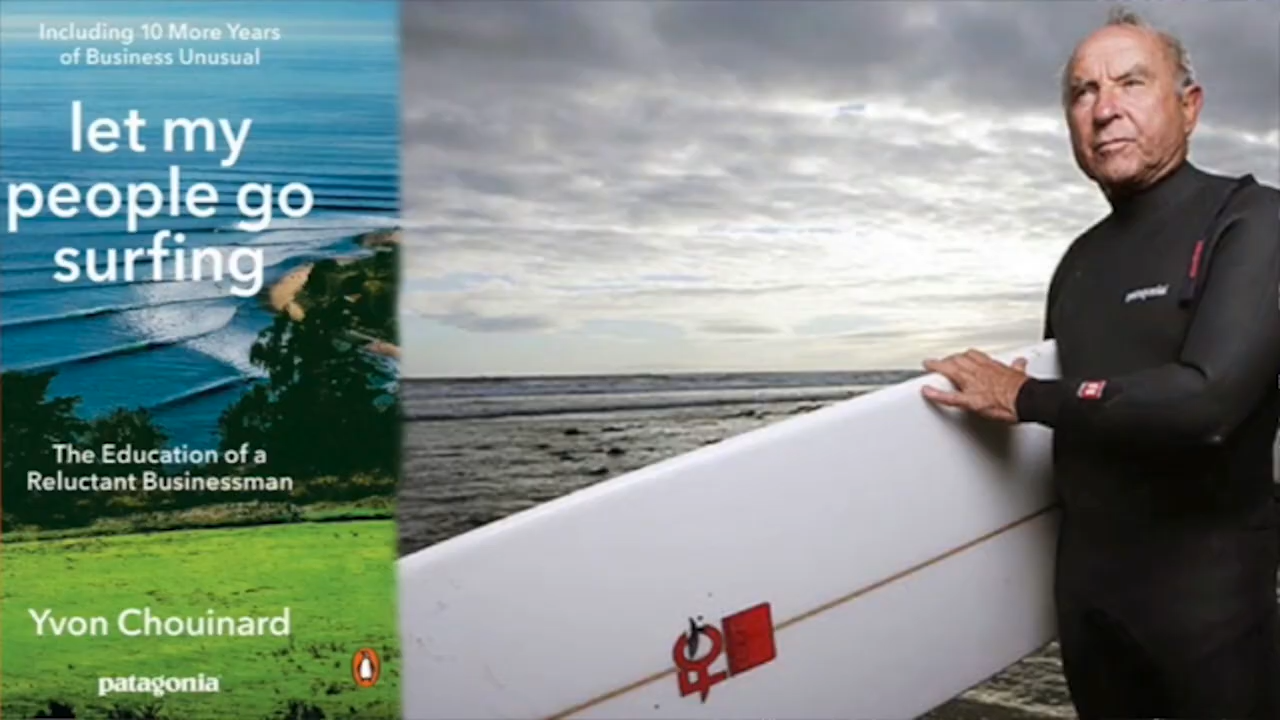 Including 10 More Years
of Business Unusual
let my
people go
surfing
The Education of a
Reluctant Businessman
Yvon Chouinard
patagonia
patagonia